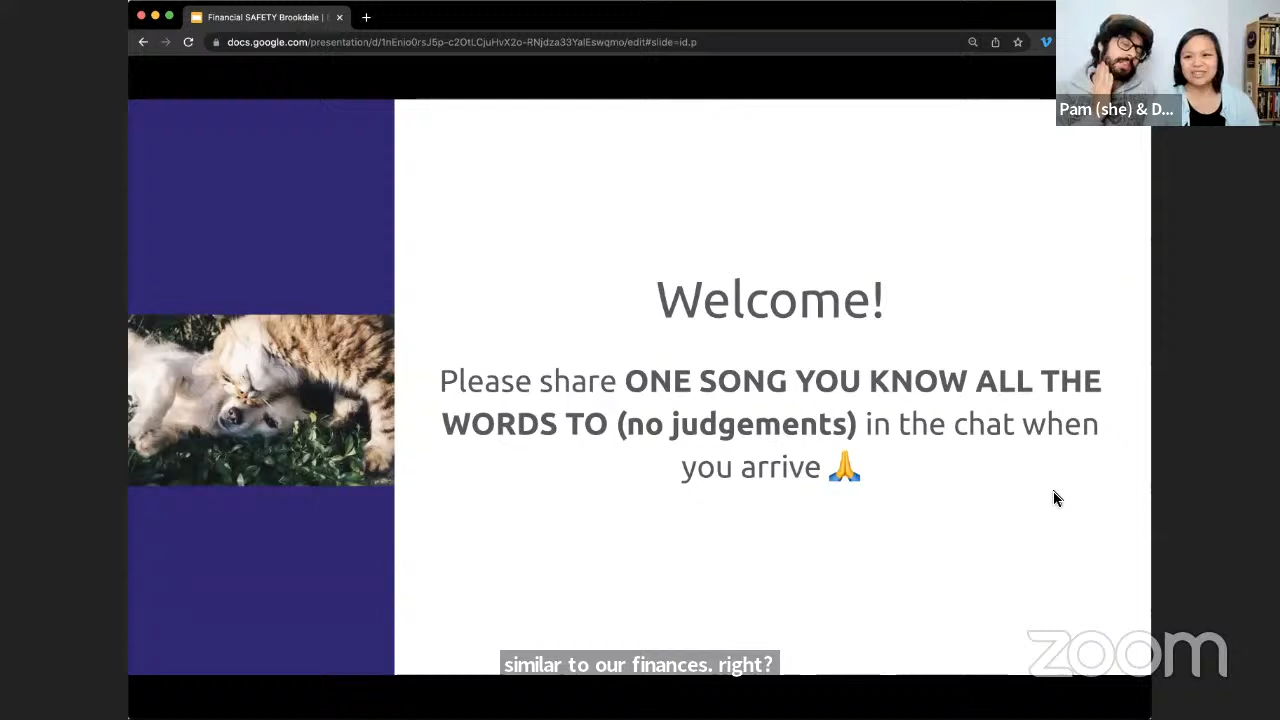 Financial SAFETY Brookdale |
docs.google.com/presentation/d/1nEnio0rsJ5p-c2OtLCjuHvX2o-RNjdza33YaIEswqmo/edit#slide=id.p
Pam (she) & D...
Welcome!
Please share ONE SONG YOU KNOW ALL THE
WORDS TO (no judgements) in the chat when
you arrive 🙏
similar to our finances. right?
zoom